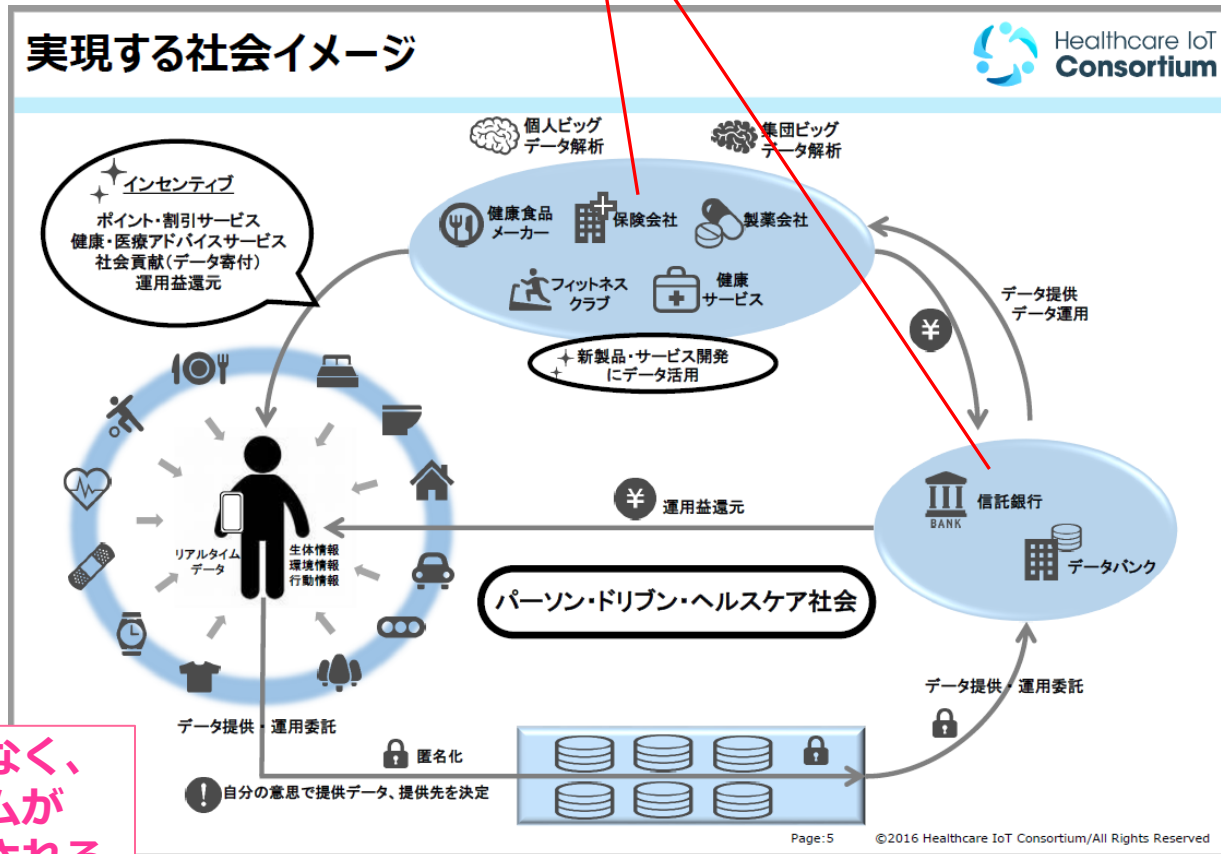 実現する社会イメージ
Healthcare IoT
Consortium
個人ビッグ
データ解析
集団ビッグ
データ解析
インセンティブ
ポイント・割引サービス
健康・医療アドバイスサービス
社会貢献(データ寄付)
運用益還元
健康食品
メーカー
保険会社
製薬会社
フィットネス
クラブ
健康
サービス
新製品・サービス開発
にデータ活用
¥
データ提供
データ運用
信託銀行
BANK
データバンク
¥
運用益還元
リアルタイム
データ
生体情報
環境情報
行動情報
パーソン・ドリブン・ヘルスケア社会
データ提供・運用委託
データ提供・運用委託
匿名化
!
自分の意思で提供データ、提供先を決定
なく、
ムが
される
Page:5
©2016 Healthcare IoT Consortium/All Rights Reserved